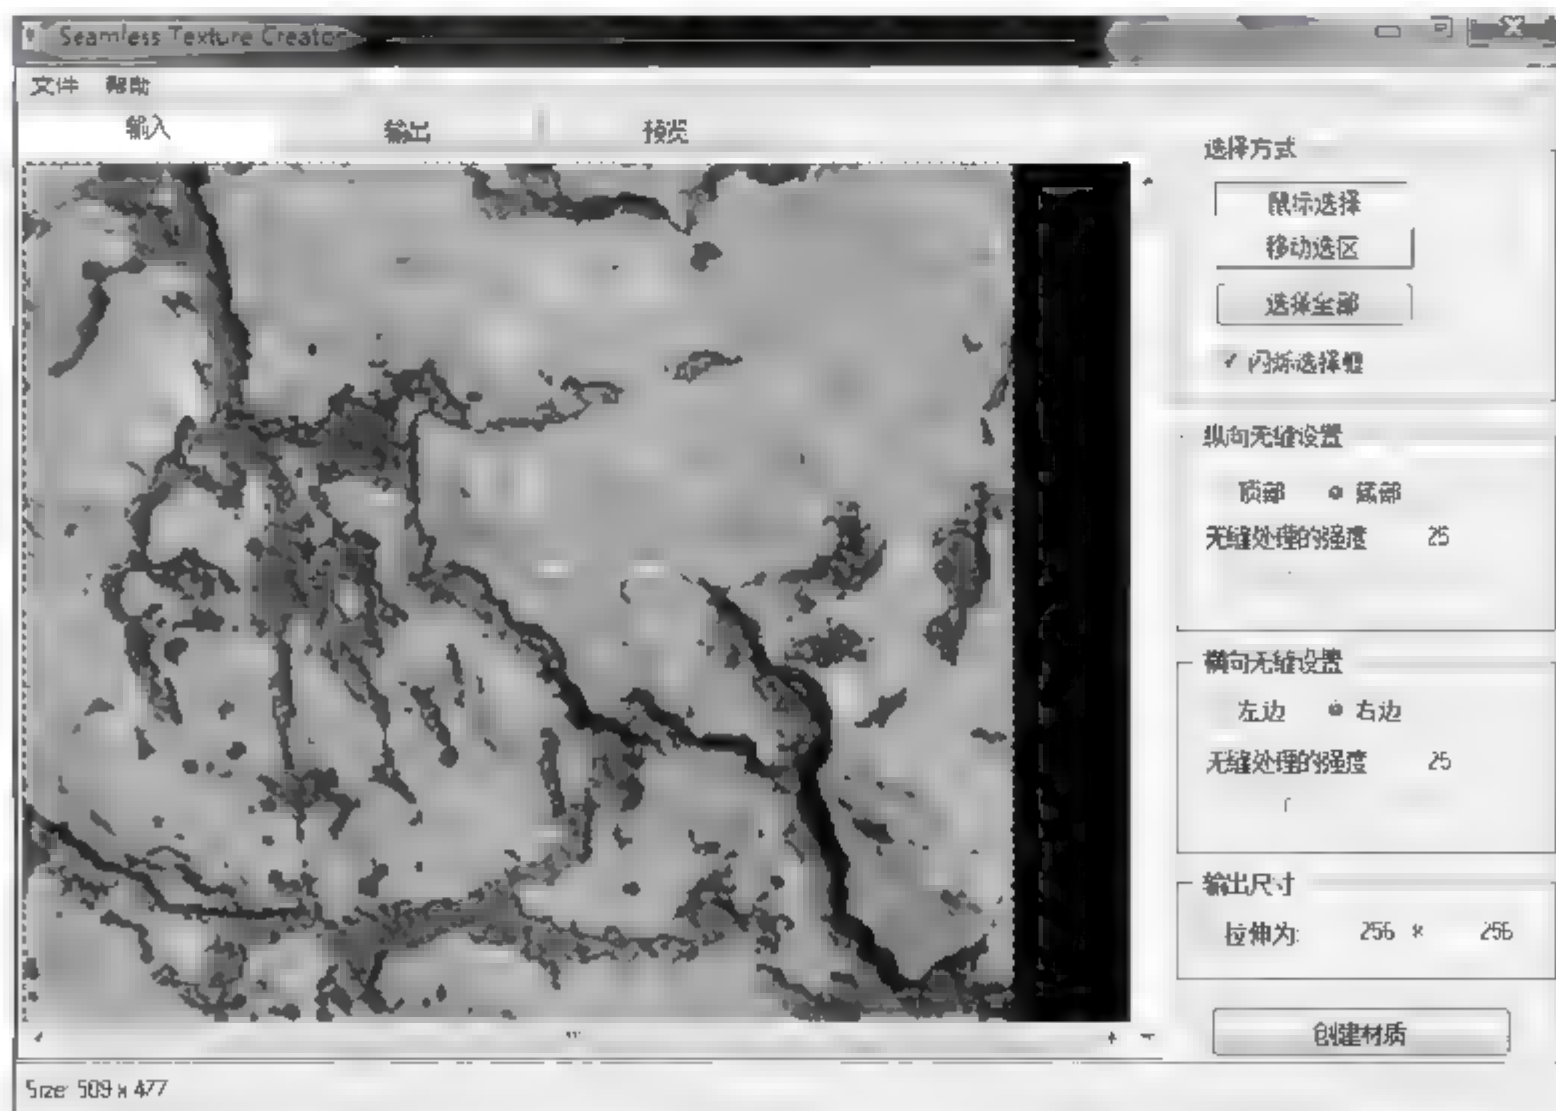 Seamless Texture Creator
文件 帮助
输入 输出 预览
选择方式
鼠标选择
移动选区
选择全部
闪烁选择框
纵向无缝设置
顶部 底部
无缝处理的强度 25
横向无缝设置
左边 右边
无缝处理的强度 25
输出尺寸
拉伸为: 256 × 256
创建材质
Size: 509 x 477